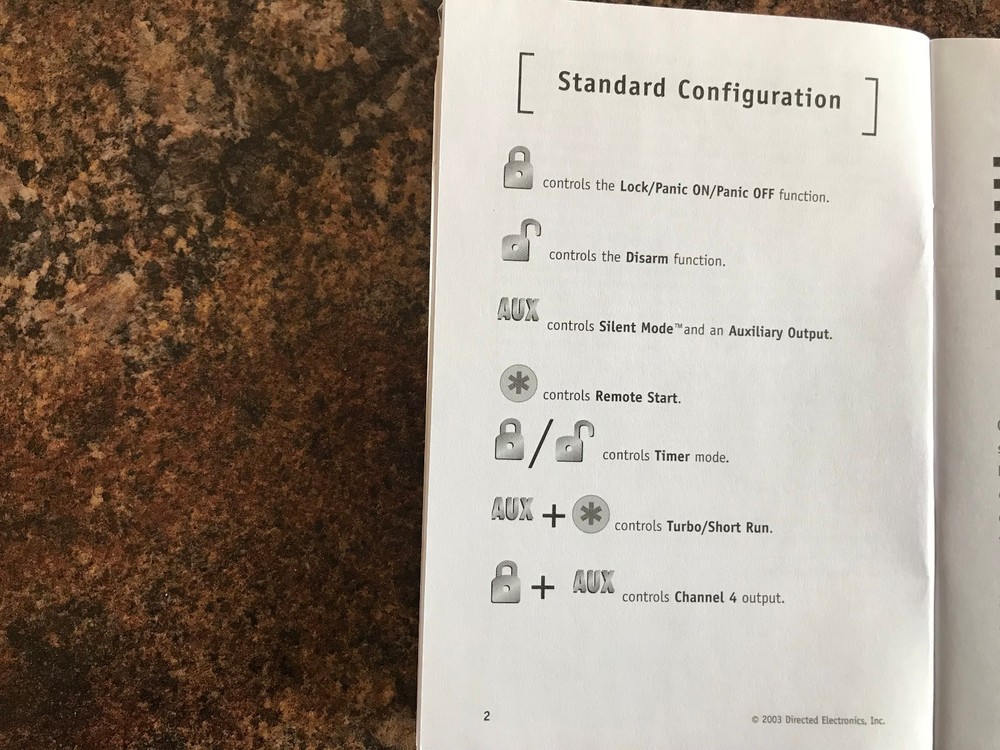 Standard Configuration
controls the Lock/Panic ON/Panic OFF function.
controls the Disarm function.
AUX controls Silent Mode™ and an Auxiliary Output.
* controls Remote Start.
/ controls Timer mode.
AUX + * controls Turbo/Short Run.
+ AUX controls Channel 4 output.
2 © 2003 Directed Electronics, Inc.